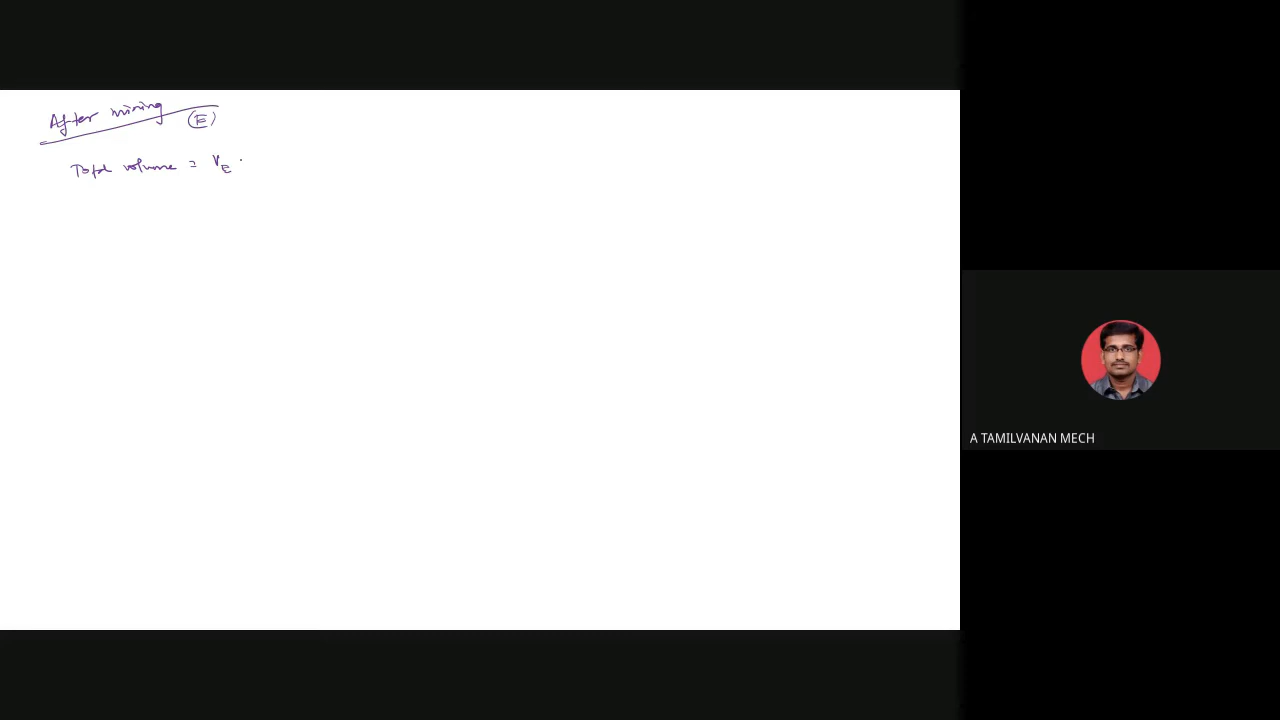 After mixing (E)
Total volume = V_E.
A TAMILVANAN MECH